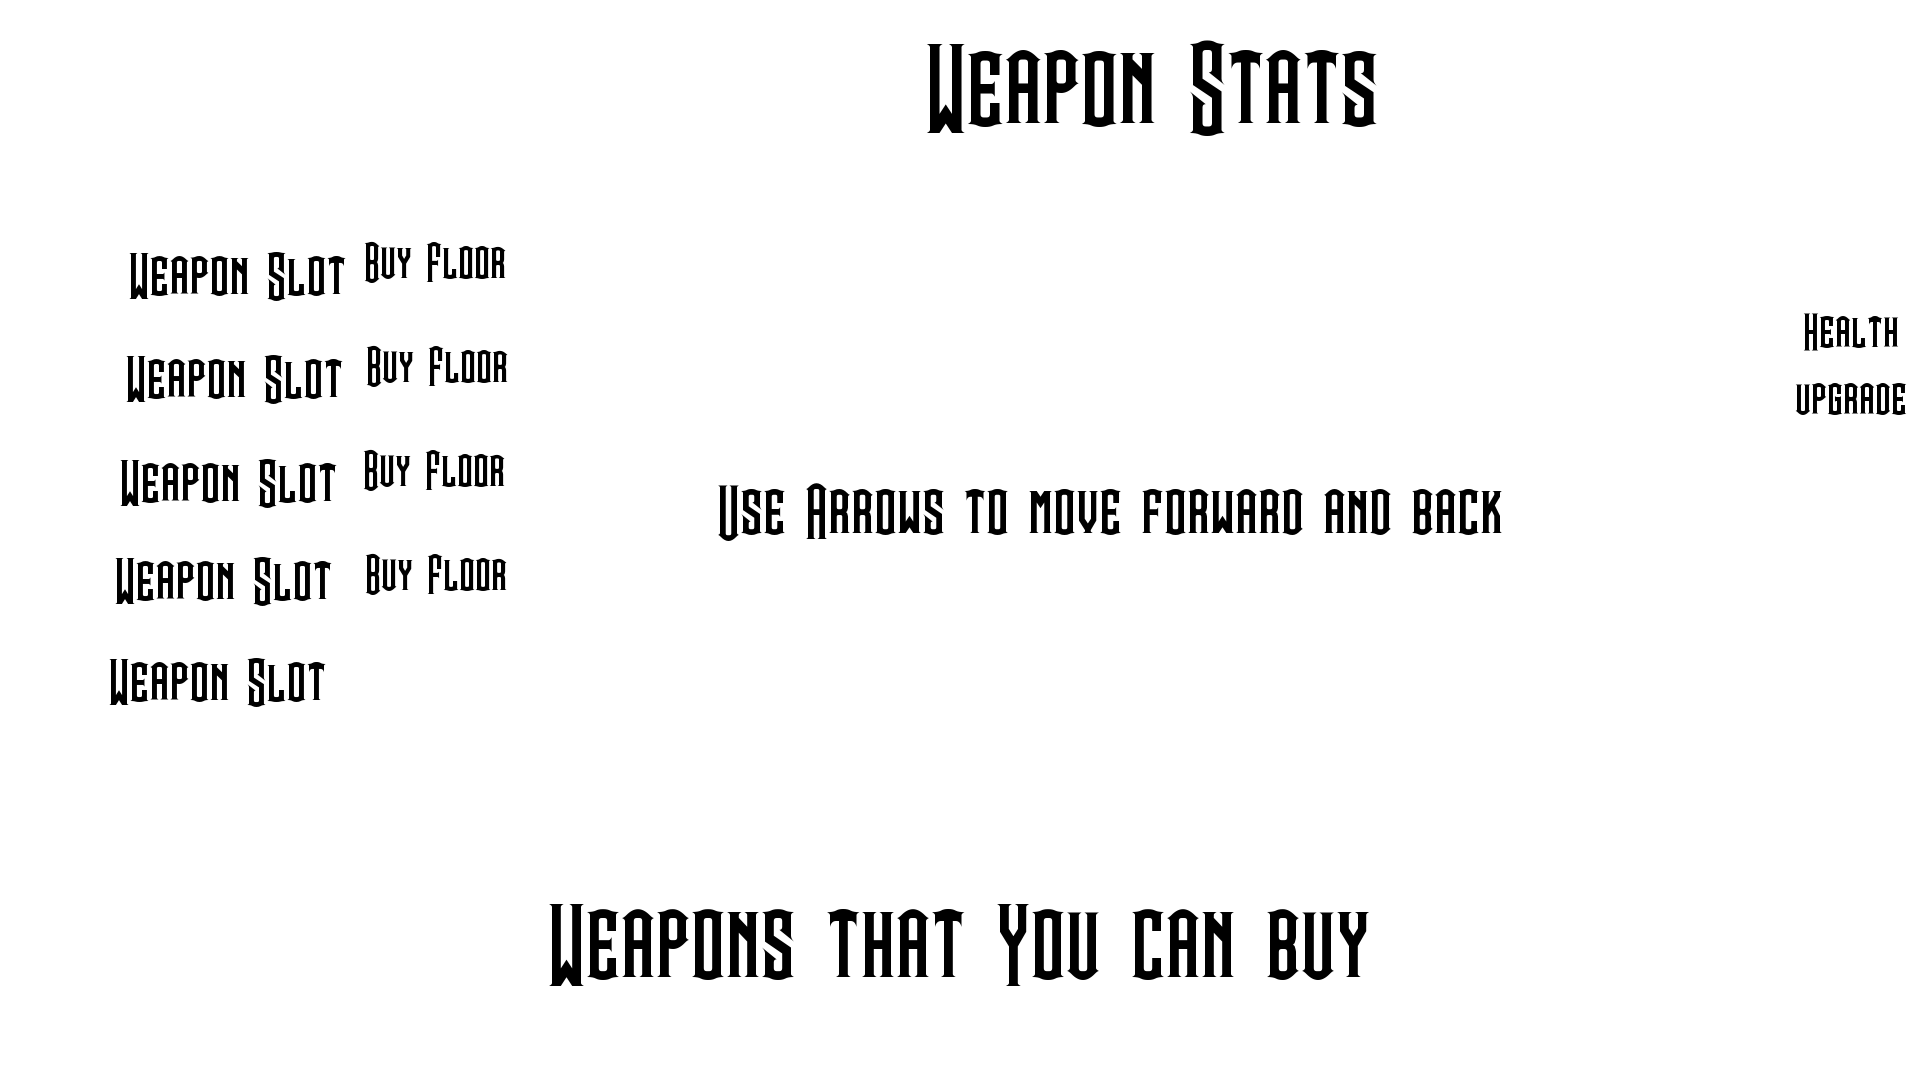 Weapon Stats
Weapon Slot Buy Floor
Weapon Slot Buy Floor
Health
upgrade
Weapon Slot Buy Floor
Use Arrows to move forward and back
Weapon Slot Buy Floor
Weapon Slot
Weapons that You can buy